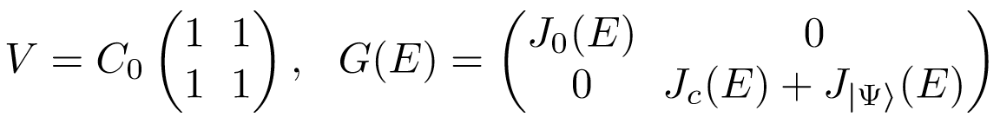 V = C_0 \begin{pmatrix} 1 & 1 \\ 1 & 1 \end{pmatrix}, \quad G(E) = \begin{pmatrix} J_0(E) & 0 \\ 0 & J_c(E) + J_{|\Psi\rangle}(E) \end{pmatrix}